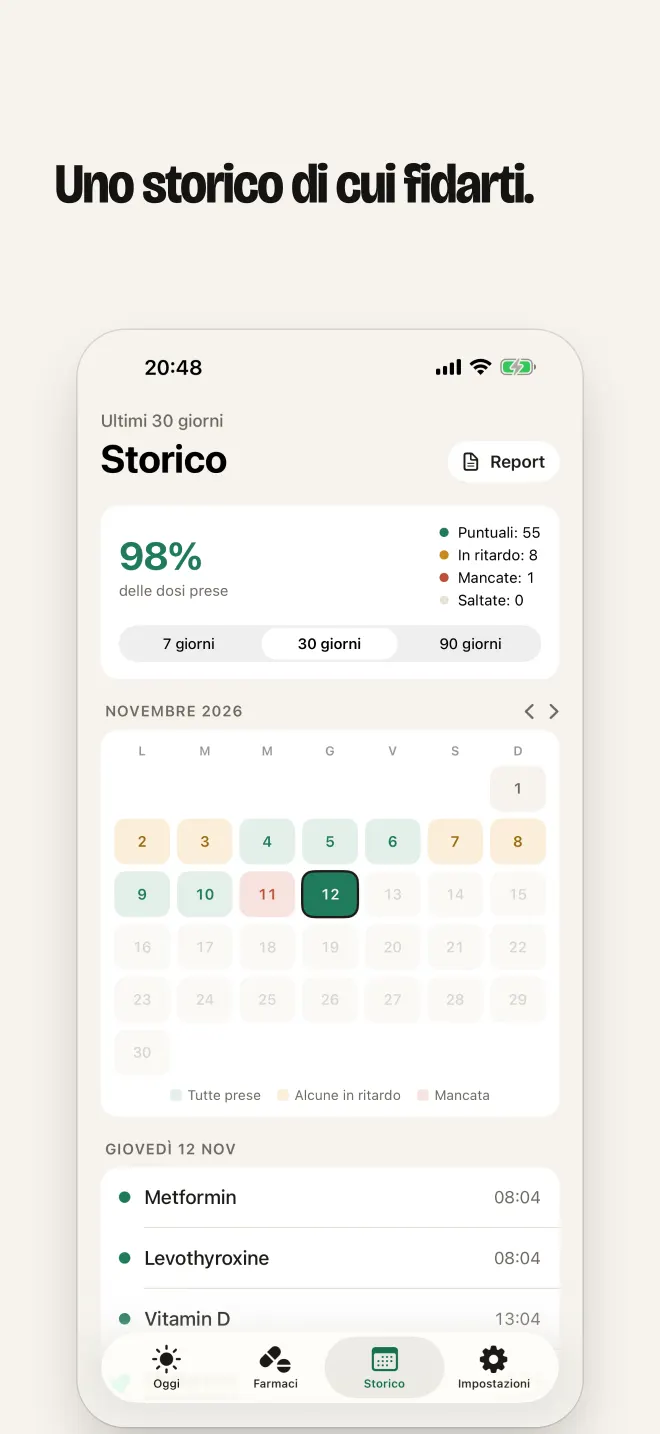 Uno storico di cui fidarti.
20:48
Ultimi 30 giorni
Storico
Report
98%
delle dosi prese
Puntuali: 55
In ritardo: 8
Mancate: 1
Saltate: 0
7 giorni 30 giorni 90 giorni
NOVEMBRE 2026
L M M G V S D
1
2 3 4 5 6 7 8
9 10 11 12 13 14 15
16 17 18 19 20 21 22
23 24 25 26 27 28 29
30
Tutte prese Alcune in ritardo Mancata
GIOVEDÌ 12 NOV
Metformin 08:04
Levothyroxine 08:04
Vitamin D 13:04
Oggi Farmaci Storico Impostazioni